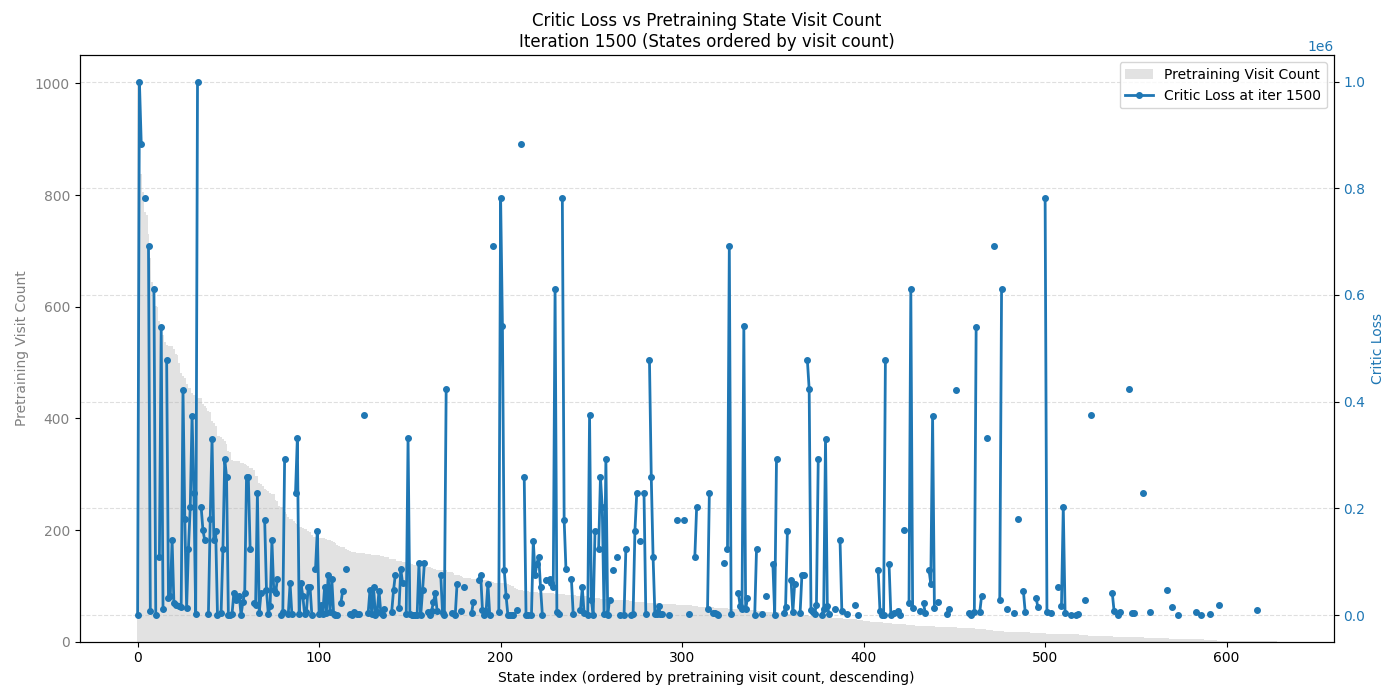 Critic Loss vs Pretraining State Visit Count
Iteration 1500 (States ordered by visit count)
1e6
Pretraining Visit Count
Critic Loss at iter 1500
1000
800
600
400
200
0
Pretraining Visit Count
1.0
0.8
0.6
0.4
0.2
0.0
Critic Loss
0
100
200
300
400
500
600
State index (ordered by pretraining visit count, descending)